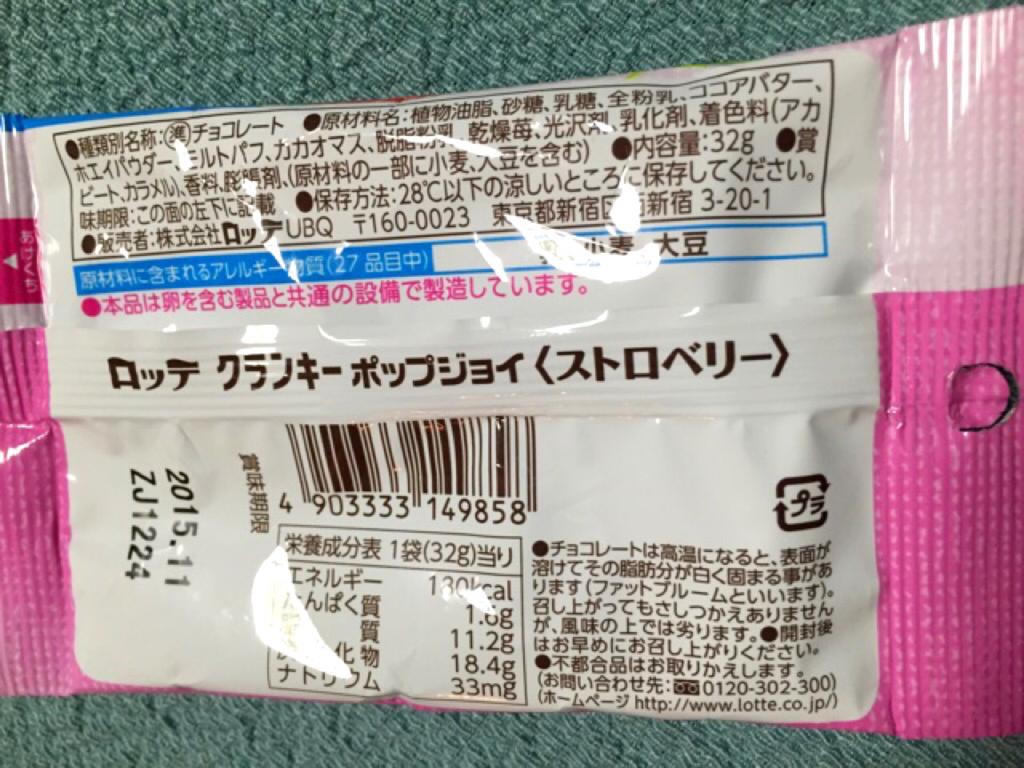 ●種類別名称:準チョコレート ●原材料名:植物油脂、砂糖、乳糖、全粉乳、ココアバター、
ホエイパウダー、モルトパフ、カカオマス、脱脂粉乳、乾燥苺、光沢剤、乳化剤、着色料(アカ
ビート、カラメル)、香料、膨脹剤、(原材料の一部に小麦、大豆を含む) ●内容量:32g ●賞
味期限:この面の左下に記載 ●保存方法:28℃以下の涼しいところに保存してください。
●販売者:株式会社ロッテUBQ 〒160-0023 東京都新宿区 新宿 3-20-1
原材料に含まれるアレルギー物質(27 品目中)
小麦、大豆
●本品は卵を含む製品と共通の設備で製造しています。
あけくち
ロッテ クランキー ポップジョイ〈ストロベリー〉
賞味期限
2015.11
ZJ1224
4 903333 149858
栄養成分表 1袋(32g)当り
エネルギー 180kcal
たんぱく質 1.6g
質 11.2g
化物 18.4g
ナトリウム 33mg
プラ
●チョコレートは高温になると、表面が
溶けてその脂肪分が白く固まる事があ
ります(ファットブルームといいます)。
召し上がってもさしつかえありません
が、風味の上では劣ります。●開封後
はお早めにお召し上がりください。
●不都合品はお取りかえします。
(お問い合わせ先:0120-302-300)
(ホームページ http://www.lotte.co.jp/)